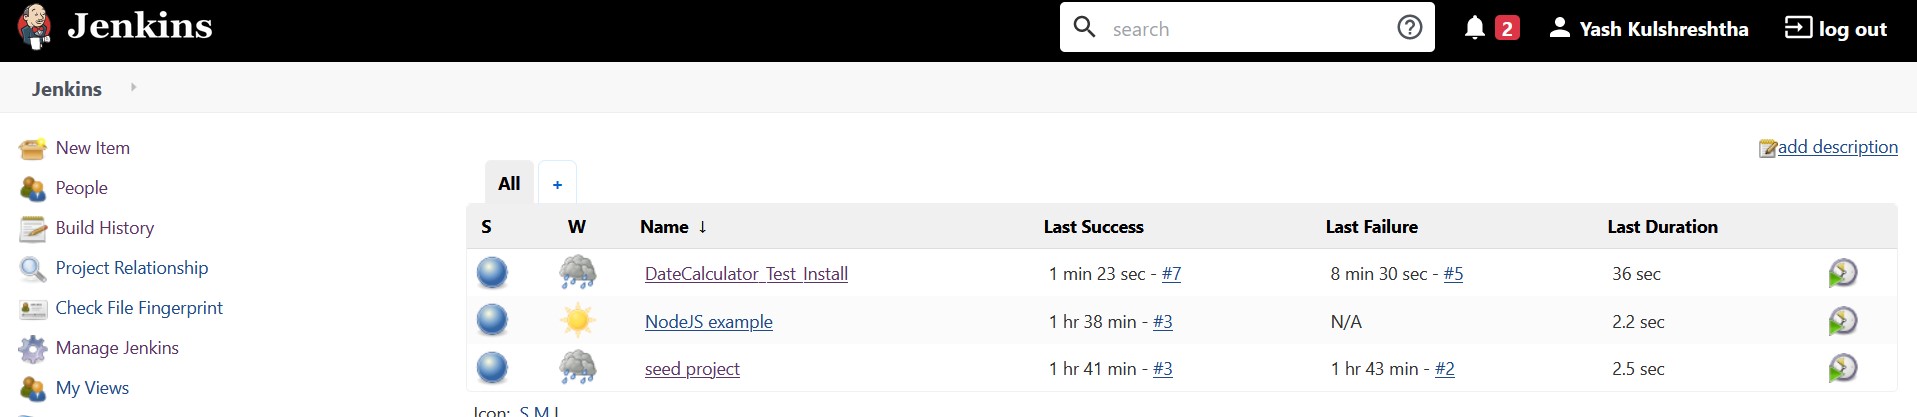 Jenkins search 2 Yash Kulshreshtha log out
Jenkins
New Item
People
Build History
Project Relationship
Check File Fingerprint
Manage Jenkins
My Views
add description
All +
S W Name ↓ Last Success Last Failure Last Duration
DateCalculator_Test_Install 1 min 23 sec - #7 8 min 30 sec - #5 36 sec
NodeJS example 1 hr 38 min - #3 N/A 2.2 sec
seed project 1 hr 41 min - #3 1 hr 43 min - #2 2.5 sec
Icon: S M L